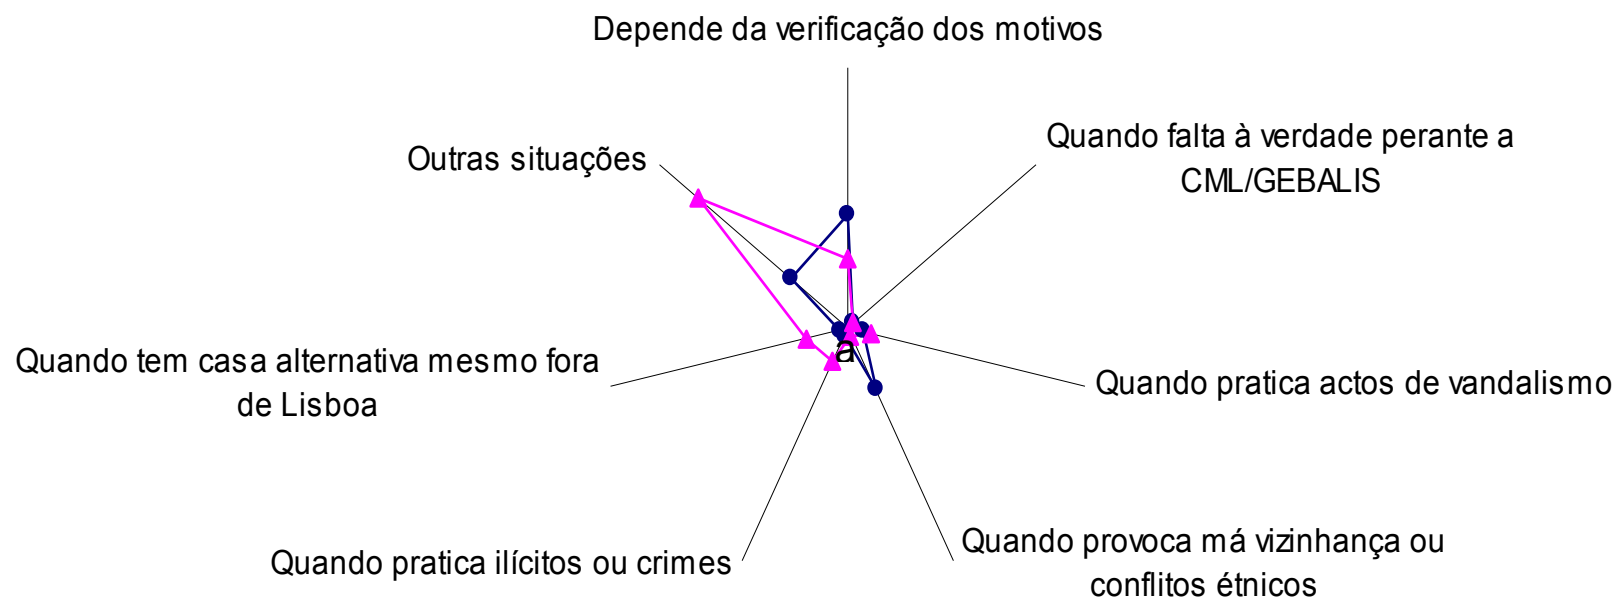 Depende da verificação dos motivos
Quando falta à verdade perante a
CML/GEBALIS
Outras situações
Quando tem casa alternativa mesmo fora
de Lisboa
a
Quando pratica actos de vandalismo
Quando pratica ilícitos ou crimes
Quando provoca má vizinhança ou
conflitos étnicos